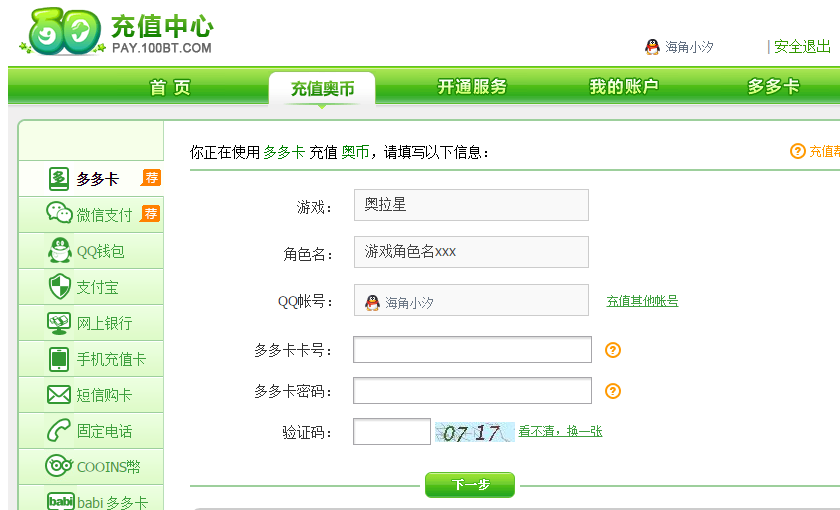 充值中心
PAY.100BT.COM
海角小汐 | 安全退出
首 页 充值奥币 开通服务 我的账户 多多卡
你正在使用 多多卡 充值 奥币，请填写以下信息：
充值帮
多多卡 荐
微信支付 荐
QQ钱包
支付宝
网上银行
手机充值卡
短信购卡
固定电话
COOINS幣
babi babi 多多卡
游戏： 奥拉星
角色名： 游戏角色名xxx
QQ帐号： 海角小汐 充值其他帐号
多多卡卡号：
多多卡密码：
验证码： 07 17 看不清，换一张
下一步